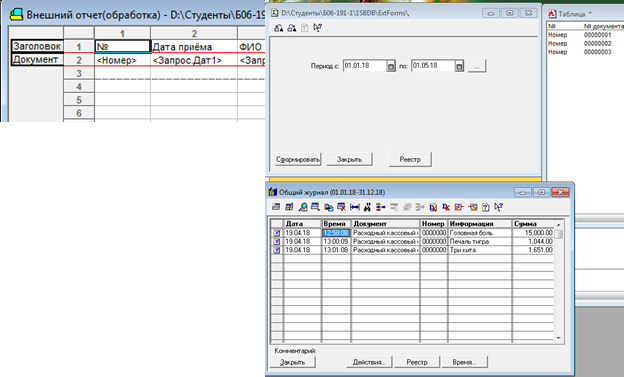 Внешний отчет(обработка) - D:\Студенты\Б06-191
1 2
Заголовок 1 № Дата приёма ФИО
Документ 2 <Номер> <Запрос.Дат1> <Запр
3
4
5
6
D:\Студенты\Б06-191-1\1SBDB\ExtForms\
Период с: 01.01.18 по: 01.05.18 ...
Сформировать Закрыть Реестр
Таблица *
№ № документа
Номер 00000001
Номер 00000002
Номер 00000003
Общий журнал (01.01.18-31.12.18)
Дата Время Документ Номер Информация Сумма
19.04.18 12:58:08 Расходный кассовый 0000000 Головная боль 15,000.00
19.04.18 13:00:09 Расходный кассовый 0000000 Печаль тигра 1,044.00
19.04.18 13:01:08 Расходный кассовый 0000000 Три кита 1,651.00
Комментарий:
Закрыть Действия... Реестр Время...